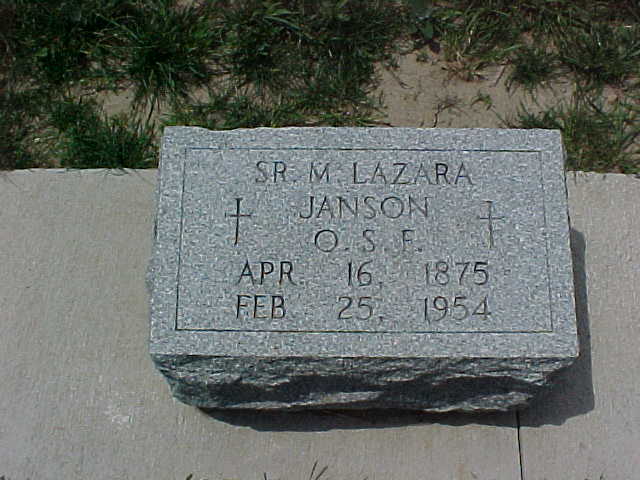 SR. M. LAZARA
JANSON
O. S. F.
APR. 16, 1875
FEB. 25, 1954